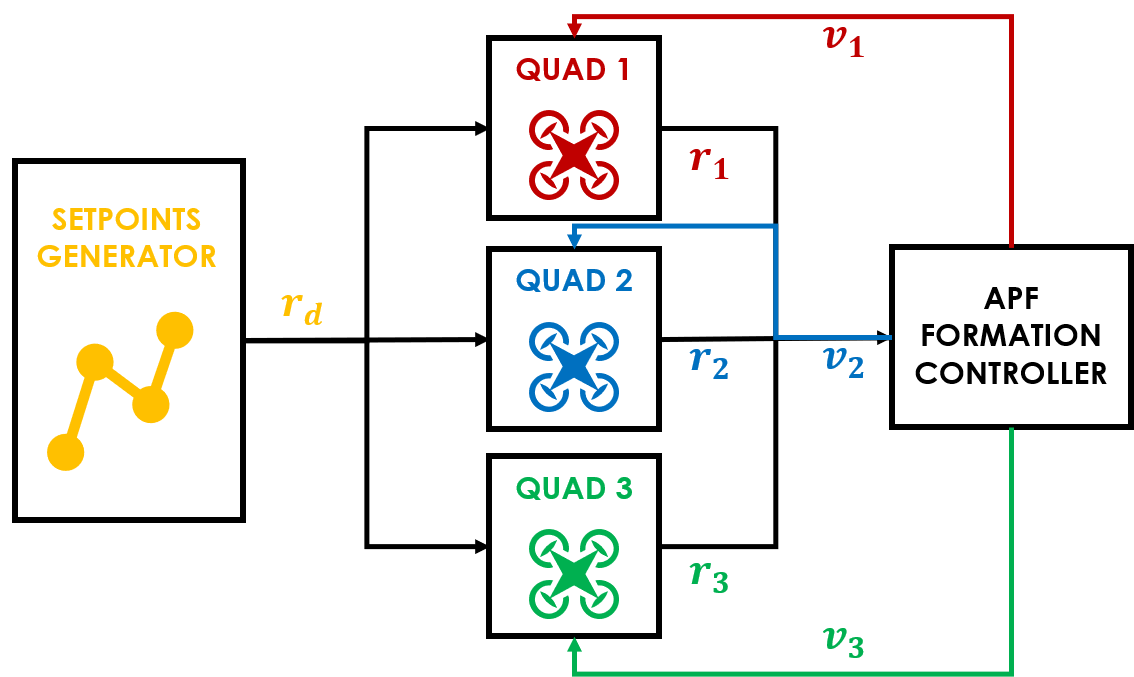 SETPOINTS
GENERATOR
r_d
QUAD 1
r_1
v_1
QUAD 2
r_2
v_2
QUAD 3
r_3
v_3
APF
FORMATION
CONTROLLER